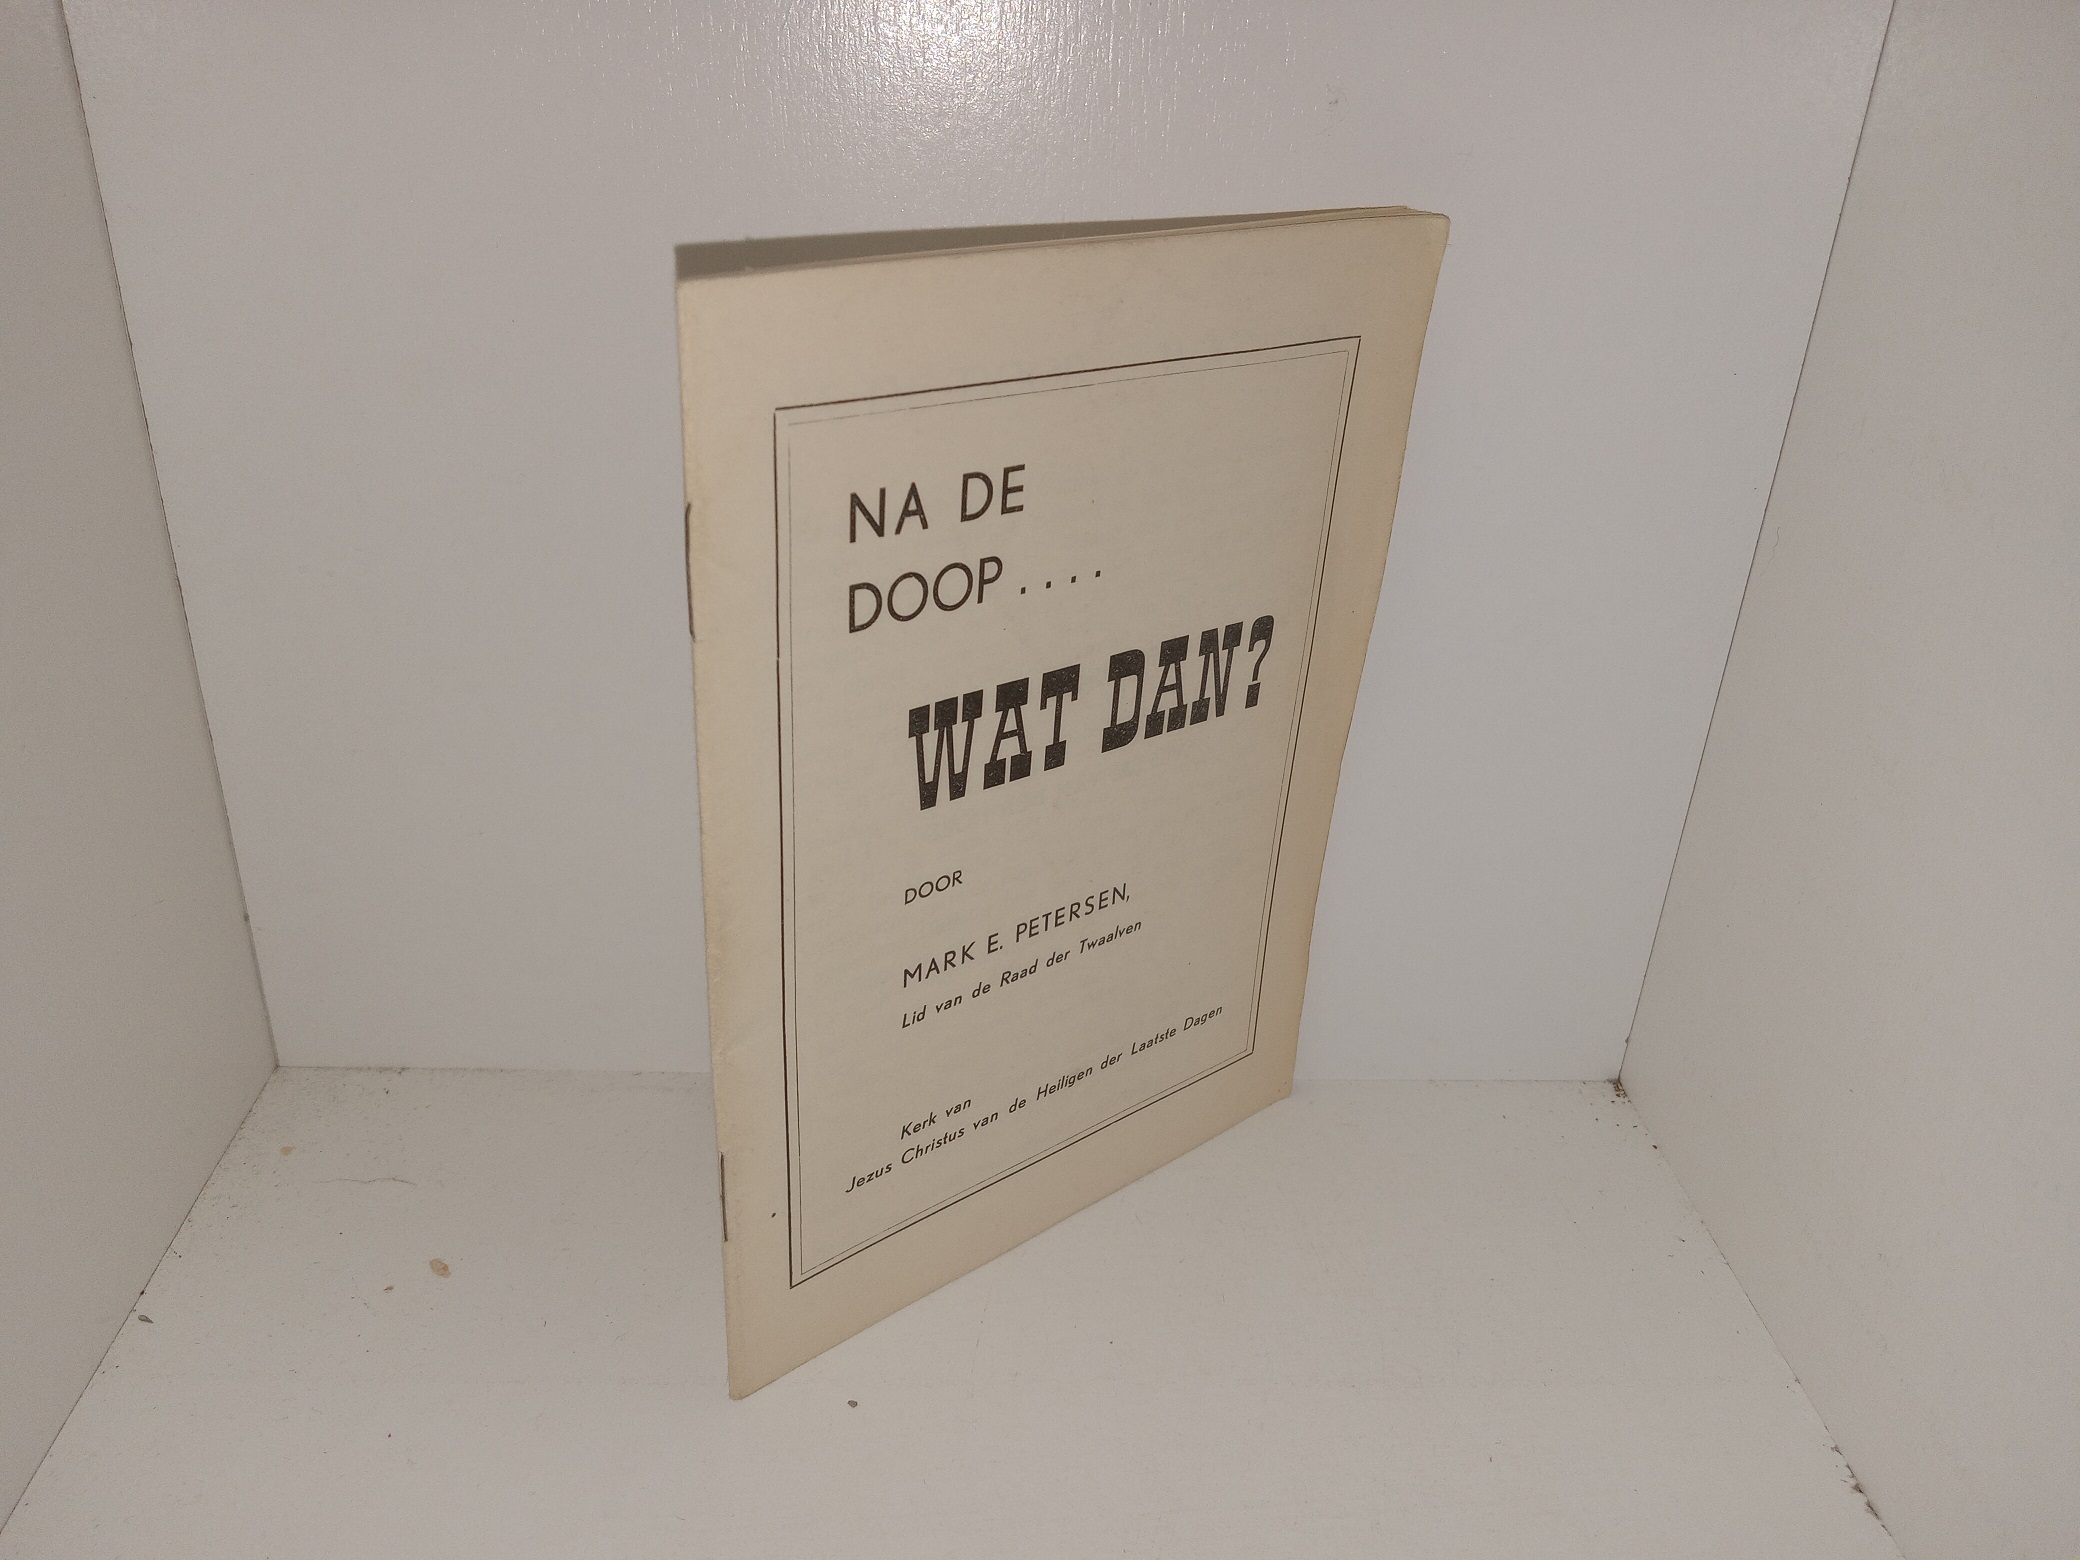 NA DE
DOOP....
WAT DAN?
DOOR
MARK E. PETERSEN,
Lid van de Raad der Twaalven
Kerk van
Jezus Christus van de Heiligen der Laatste Dagen